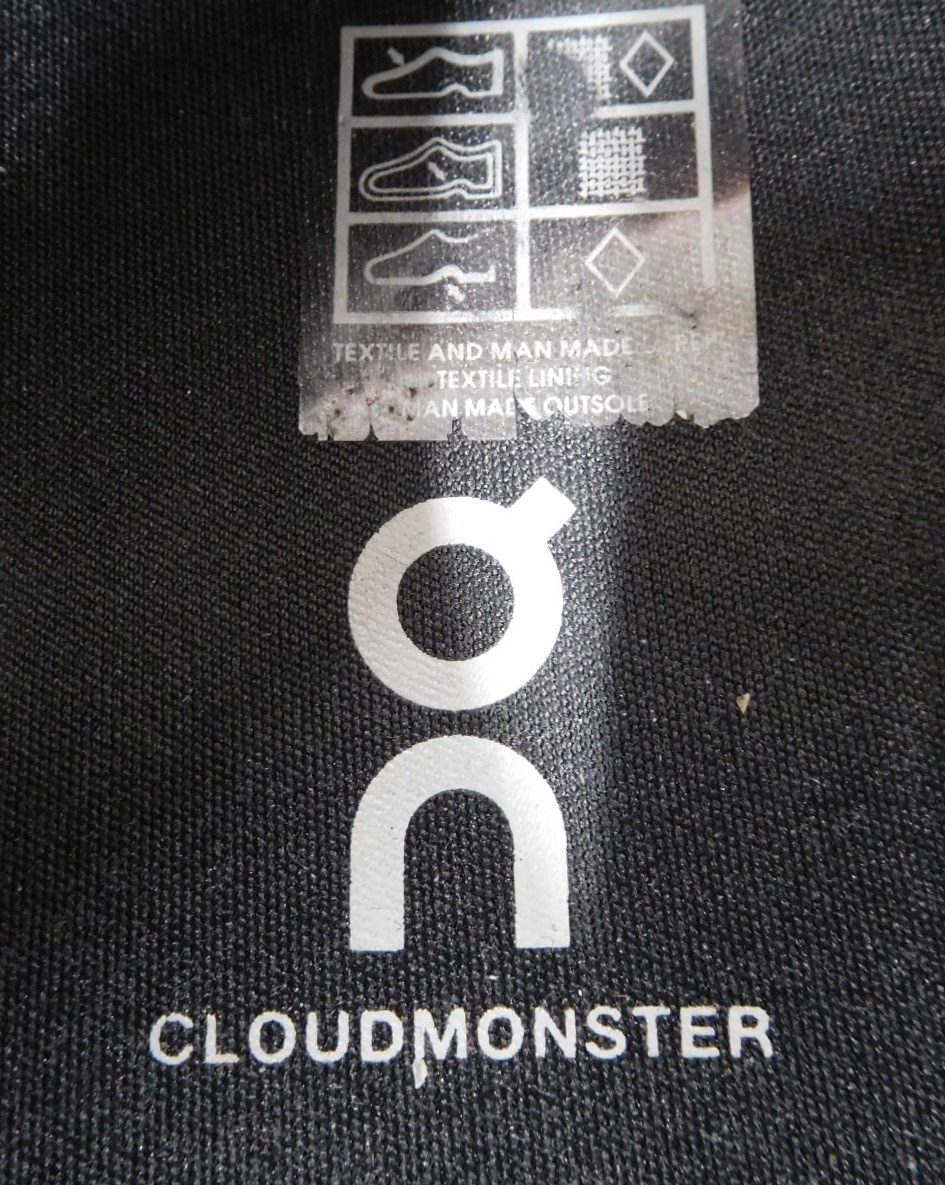 TEXTILE AND MAN MADE
TEXTILE LINING
MAN MADE OUTSOLE
On
CLOUDMONSTER